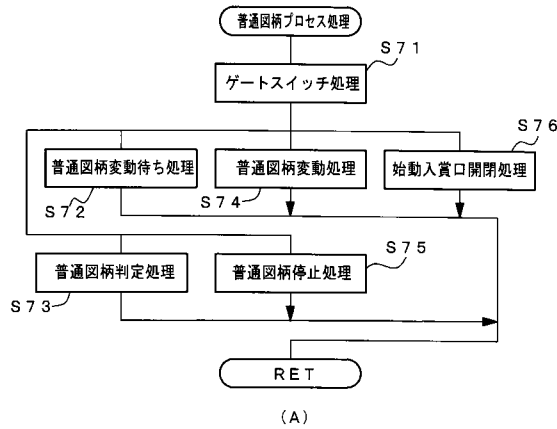 普通図柄プロセス処理
S71
ゲートスイッチ処理
S76
普通図柄変動待ち処理
普通図柄変動処理
始動入賞口開閉処理
S72
S74
S75
普通図柄判定処理
普通図柄停止処理
S73
RET
(A)